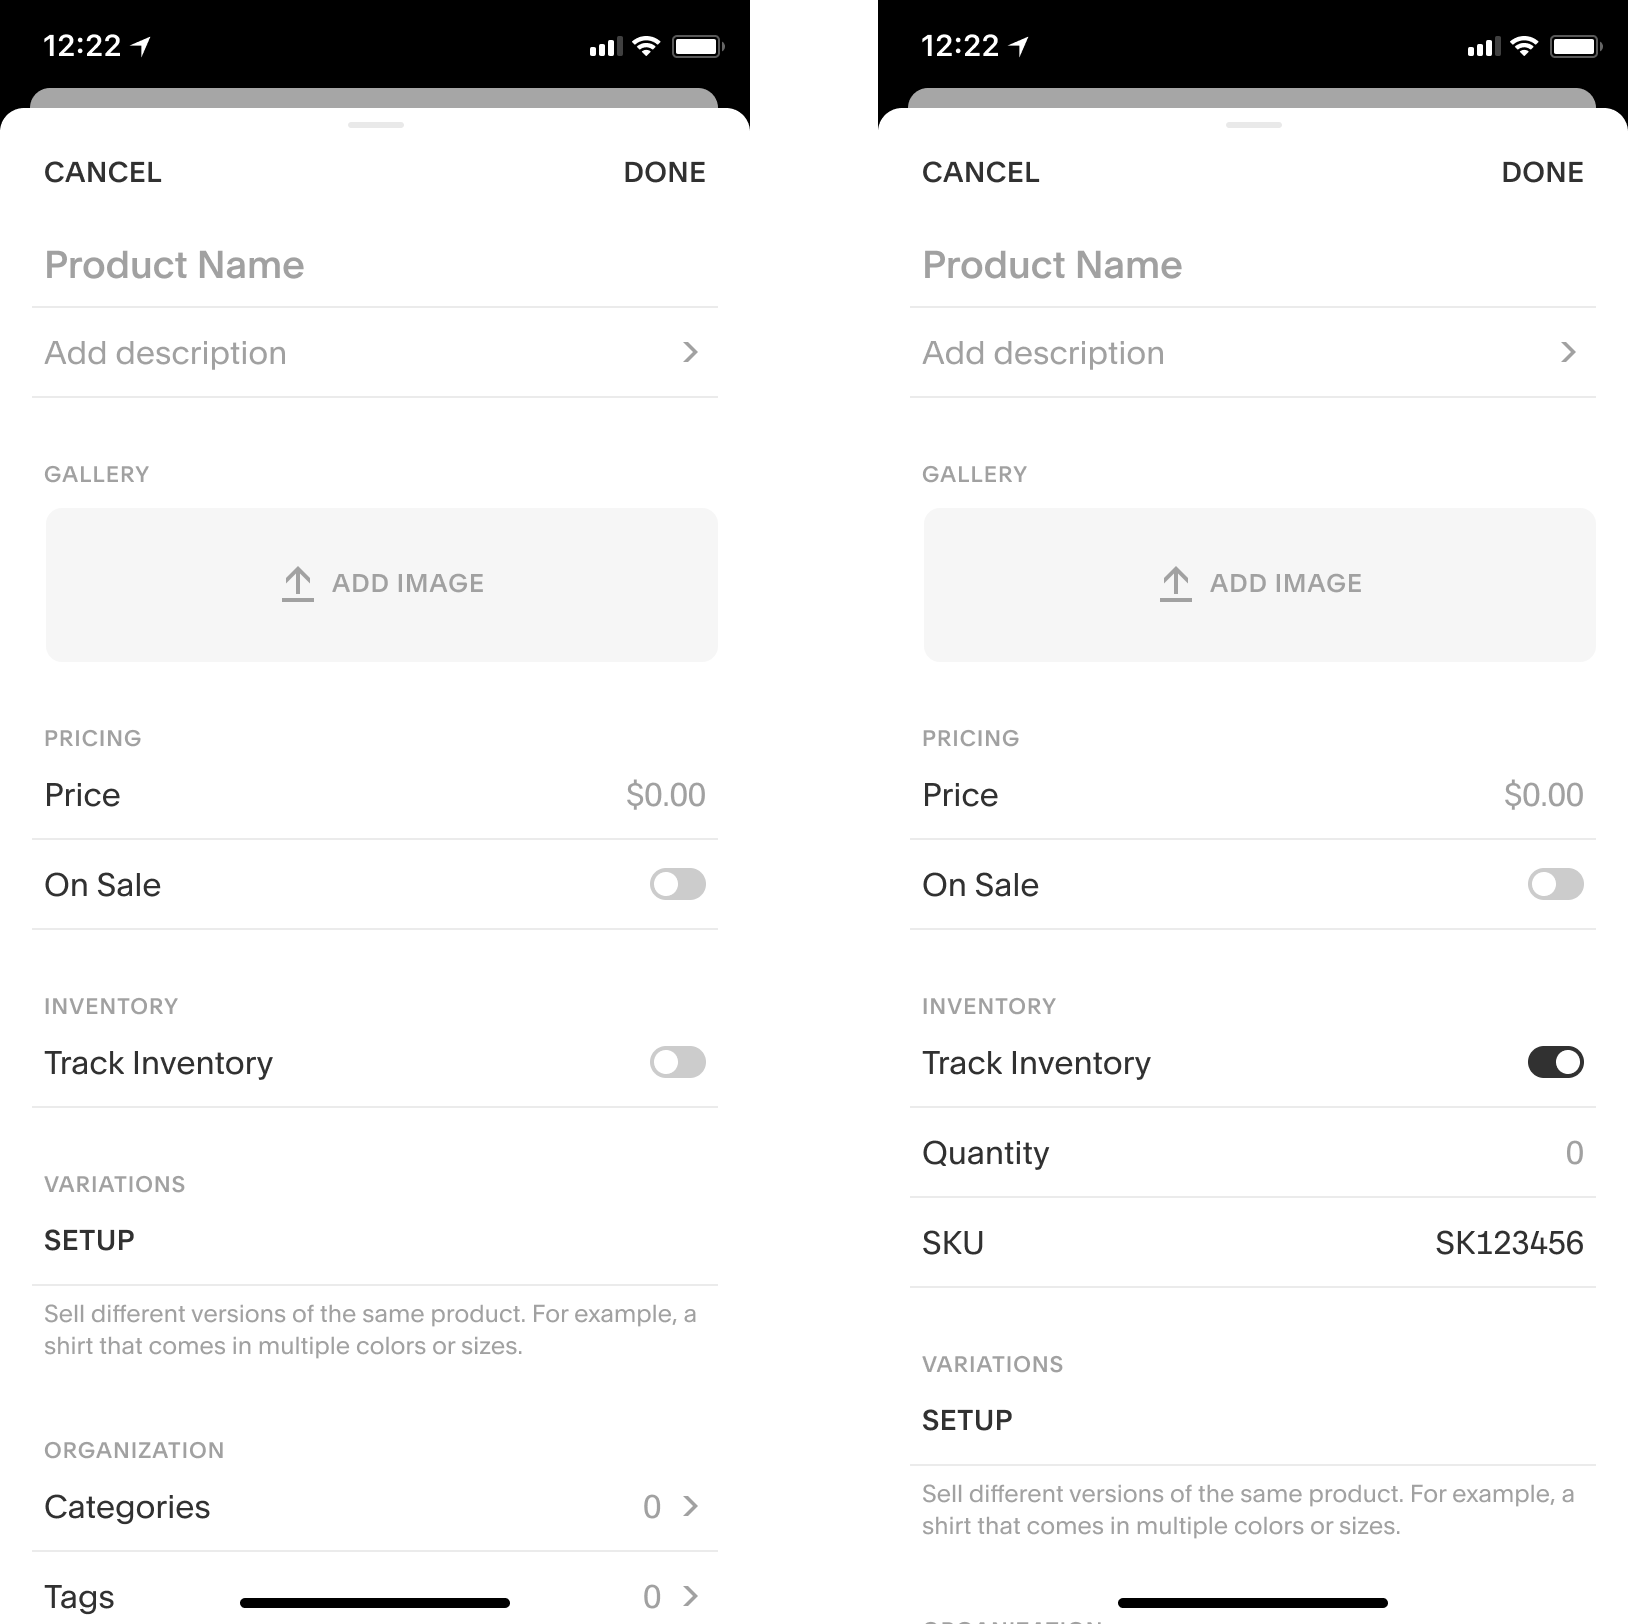 12:22
CANCEL DONE
Product Name
Add description
GALLERY
ADD IMAGE
PRICING
Price $0.00
On Sale
INVENTORY
Track Inventory
VARIATIONS
SETUP
Sell different versions of the same product. For example, a
shirt that comes in multiple colors or sizes.
ORGANIZATION
Categories 0
Tags 0
12:22
CANCEL DONE
Product Name
Add description
GALLERY
ADD IMAGE
PRICING
Price $0.00
On Sale
INVENTORY
Track Inventory
Quantity 0
SKU SK123456
VARIATIONS
SETUP
Sell different versions of the same product. For example, a
shirt that comes in multiple colors or sizes.